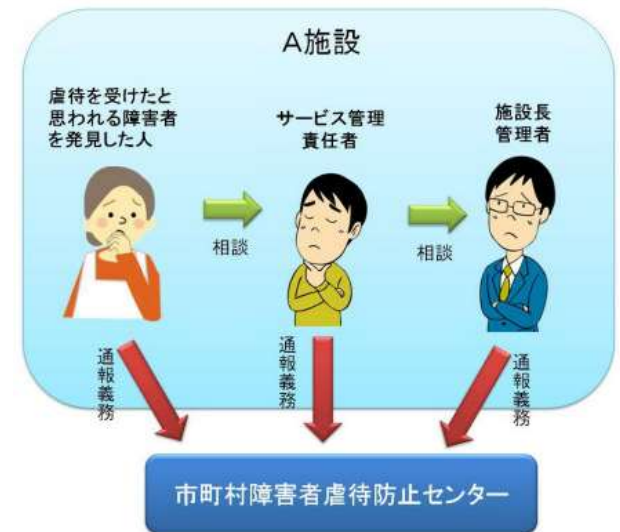 A施設
虐待を受けたと
思われる障害者
を発見した人
サービス管理
責任者
施設長
管理者
相談
相談
通報義務
通報義務
通報義務
市町村障害者虐待防止センター